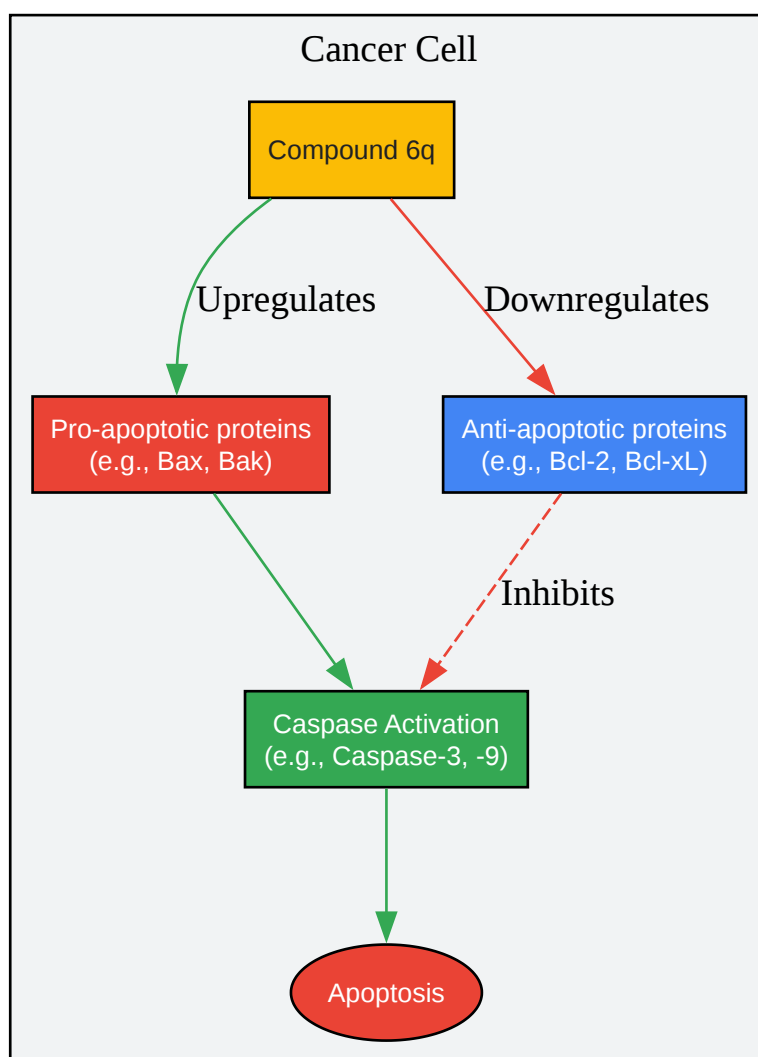 Cancer Cell
Compound 6q
Upregulates
Downregulates
Pro-apoptotic proteins
(e.g., Bax, Bak)
Anti-apoptotic proteins
(e.g., Bcl-2, Bcl-xL)
Inhibits
Caspase Activation
(e.g., Caspase-3, -9)
Apoptosis